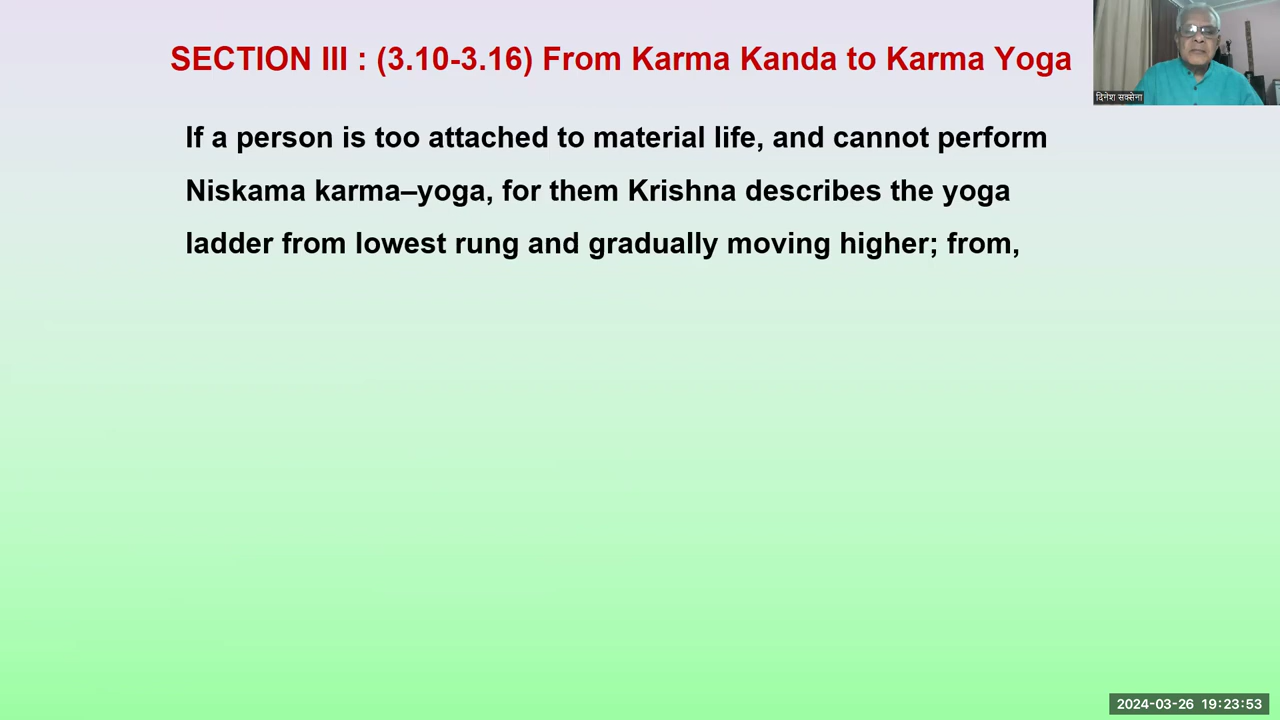 SECTION III : (3.10-3.16) From Karma Kanda to Karma Yoga
दिनेश सक्सेना
If a person is too attached to material life, and cannot perform
Niskama karma–yoga, for them Krishna describes the yoga
ladder from lowest rung and gradually moving higher; from,
2024-03-26 19:23:53